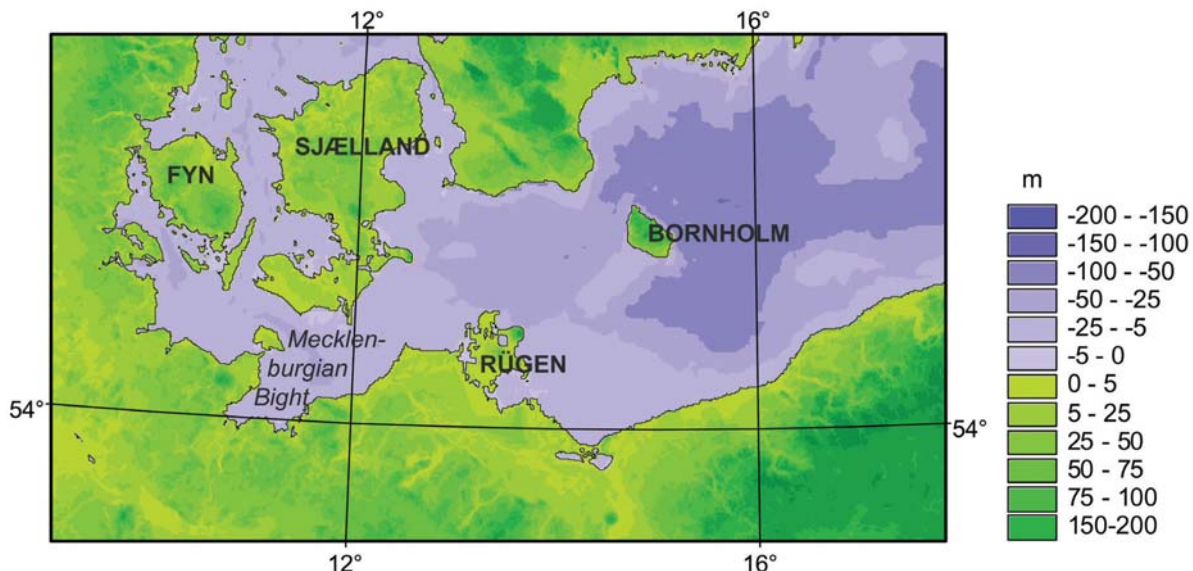 12°
16°
SJÆLLAND
FYN
BORNHOLM
Mecklen-
burgian
Bight
RÜGEN
54°
54°
12°
16°
m
-200 - -150
-150 - -100
-100 - -50
-50 - -25
-25 - -5
-5 - 0
0 - 5
5 - 25
25 - 50
50 - 75
75 - 100
150-200